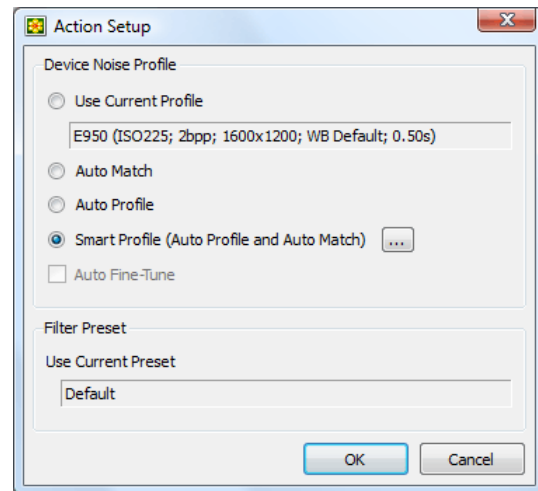 Action Setup
Device Noise Profile
Use Current Profile
E950 (ISO225; 2bpp; 1600x1200; WB Default; 0.50s)
Auto Match
Auto Profile
Smart Profile (Auto Profile and Auto Match) ...
Auto Fine-Tune
Filter Preset
Use Current Preset
Default
OK Cancel